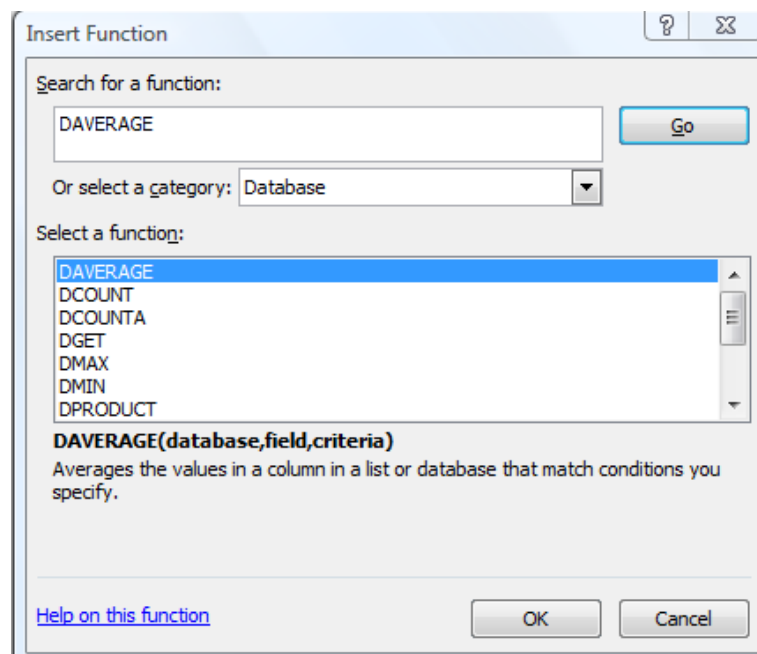 Insert Function
Search for a function:
DAVERAGE
Go
Or select a category: Database
Select a function:
DAVERAGE
DCOUNT
DCOUNTA
DGET
DMAX
DMIN
DPRODUCT
DAVERAGE(database,field,criteria)
Averages the values in a column in a list or database that match conditions you
specify.
Help on this function
OK
Cancel